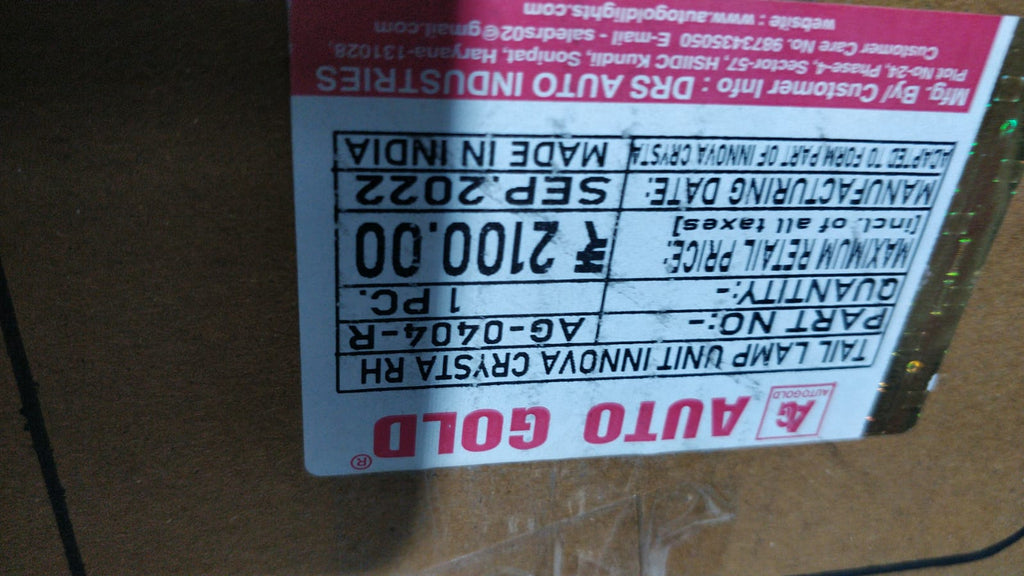 AG AUTOGOLD AUTO GOLD ®
TAIL LAMP UNIT INNOVA CRYSTA RH
PART NO:- AG-0404-R
QUANTITY:- 1 PC.
MAXIMUM RETAIL PRICE: [incl. of all taxes] ₹ 2100.00
MANUFACTURING DATE: SEP.2022
ADAPTED TO FORM PART OF INNOVA CRYSTA MADE IN INDIA
Mfg. By/ Customer Info : DRS AUTO INDUSTRIES
Plot No-24, Phase-4, Sector-57, HSIIDC Kundli, Sonipat, Haryana-131028,
Customer Care No. 9873435050 E-mail - saledrs02@gmail.com
website : www.autogoldlights.com